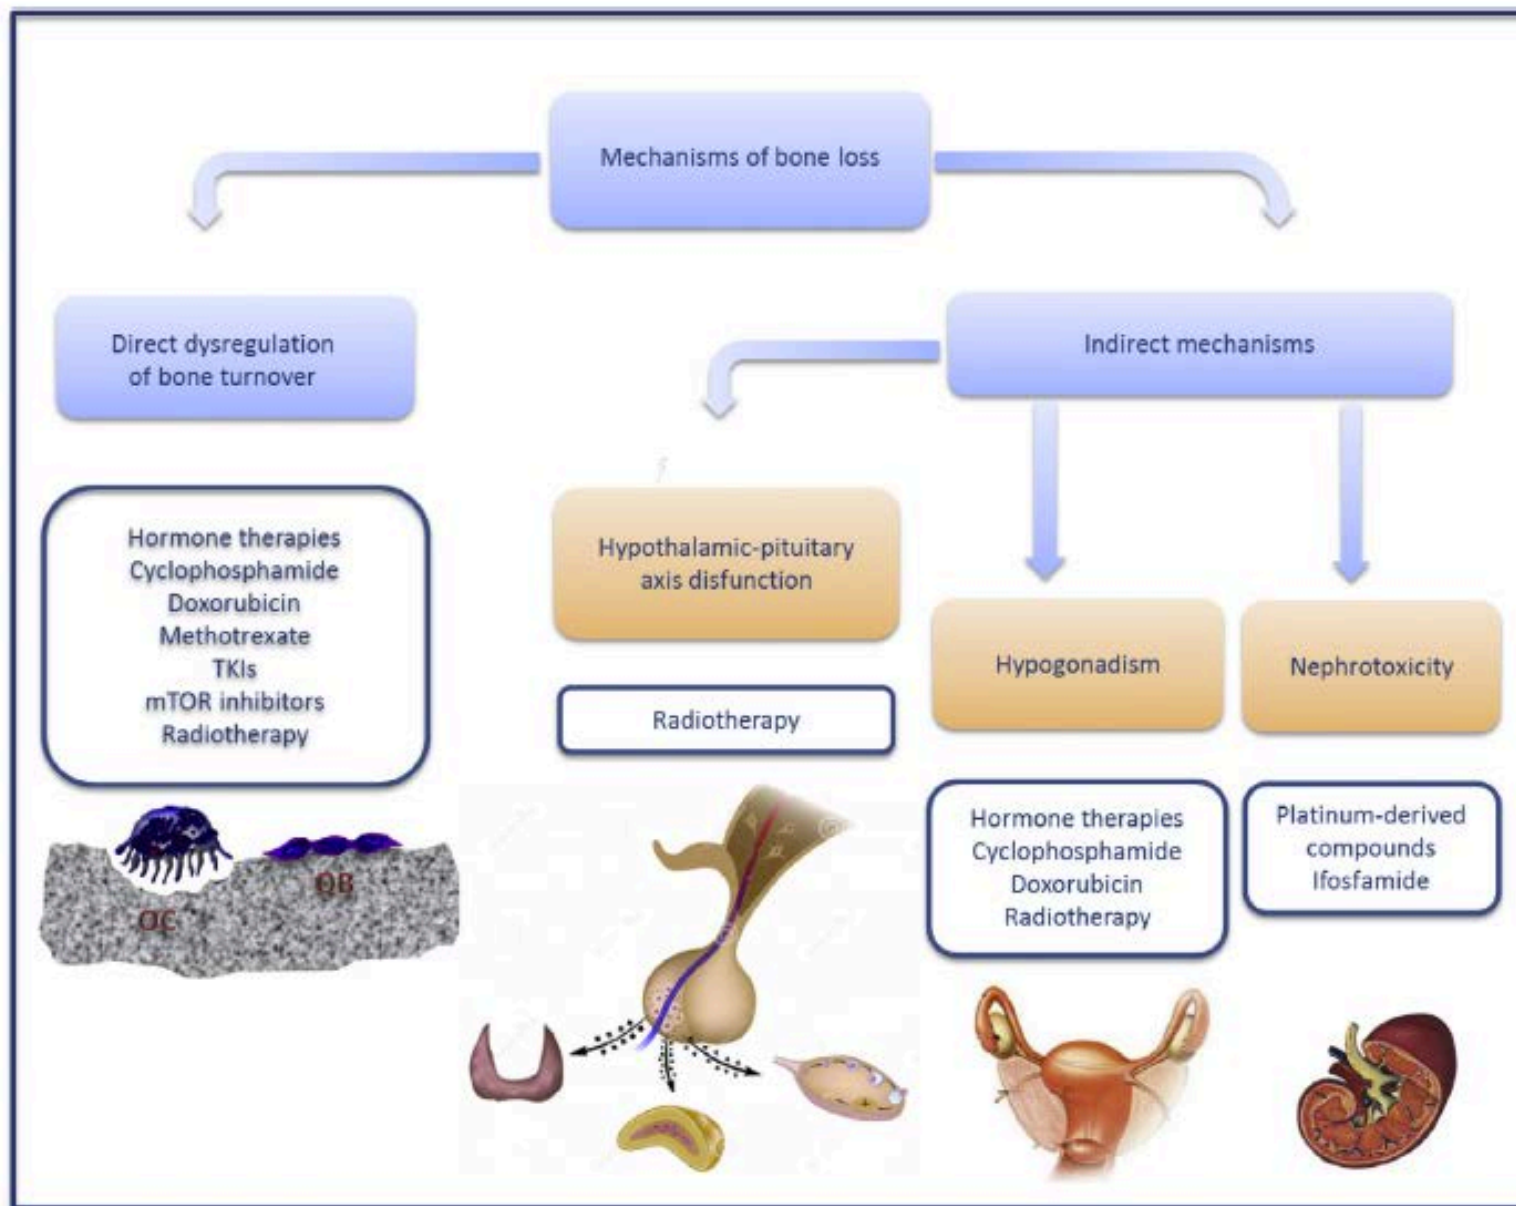 Mechanisms of bone loss
Direct dysregulation
of bone turnover
Indirect mechanisms
Hormone therapies
Cyclophosphamide
Doxorubicin
Methotrexate
TKIs
mTOR inhibitors
Radiotherapy
OC
OB
Hypothalamic-pituitary
axis disfunction
Radiotherapy
Hypogonadism
Hormone therapies
Cyclophosphamide
Doxorubicin
Radiotherapy
Nephrotoxicity
Platinum-derived
compounds
Ifosfamide